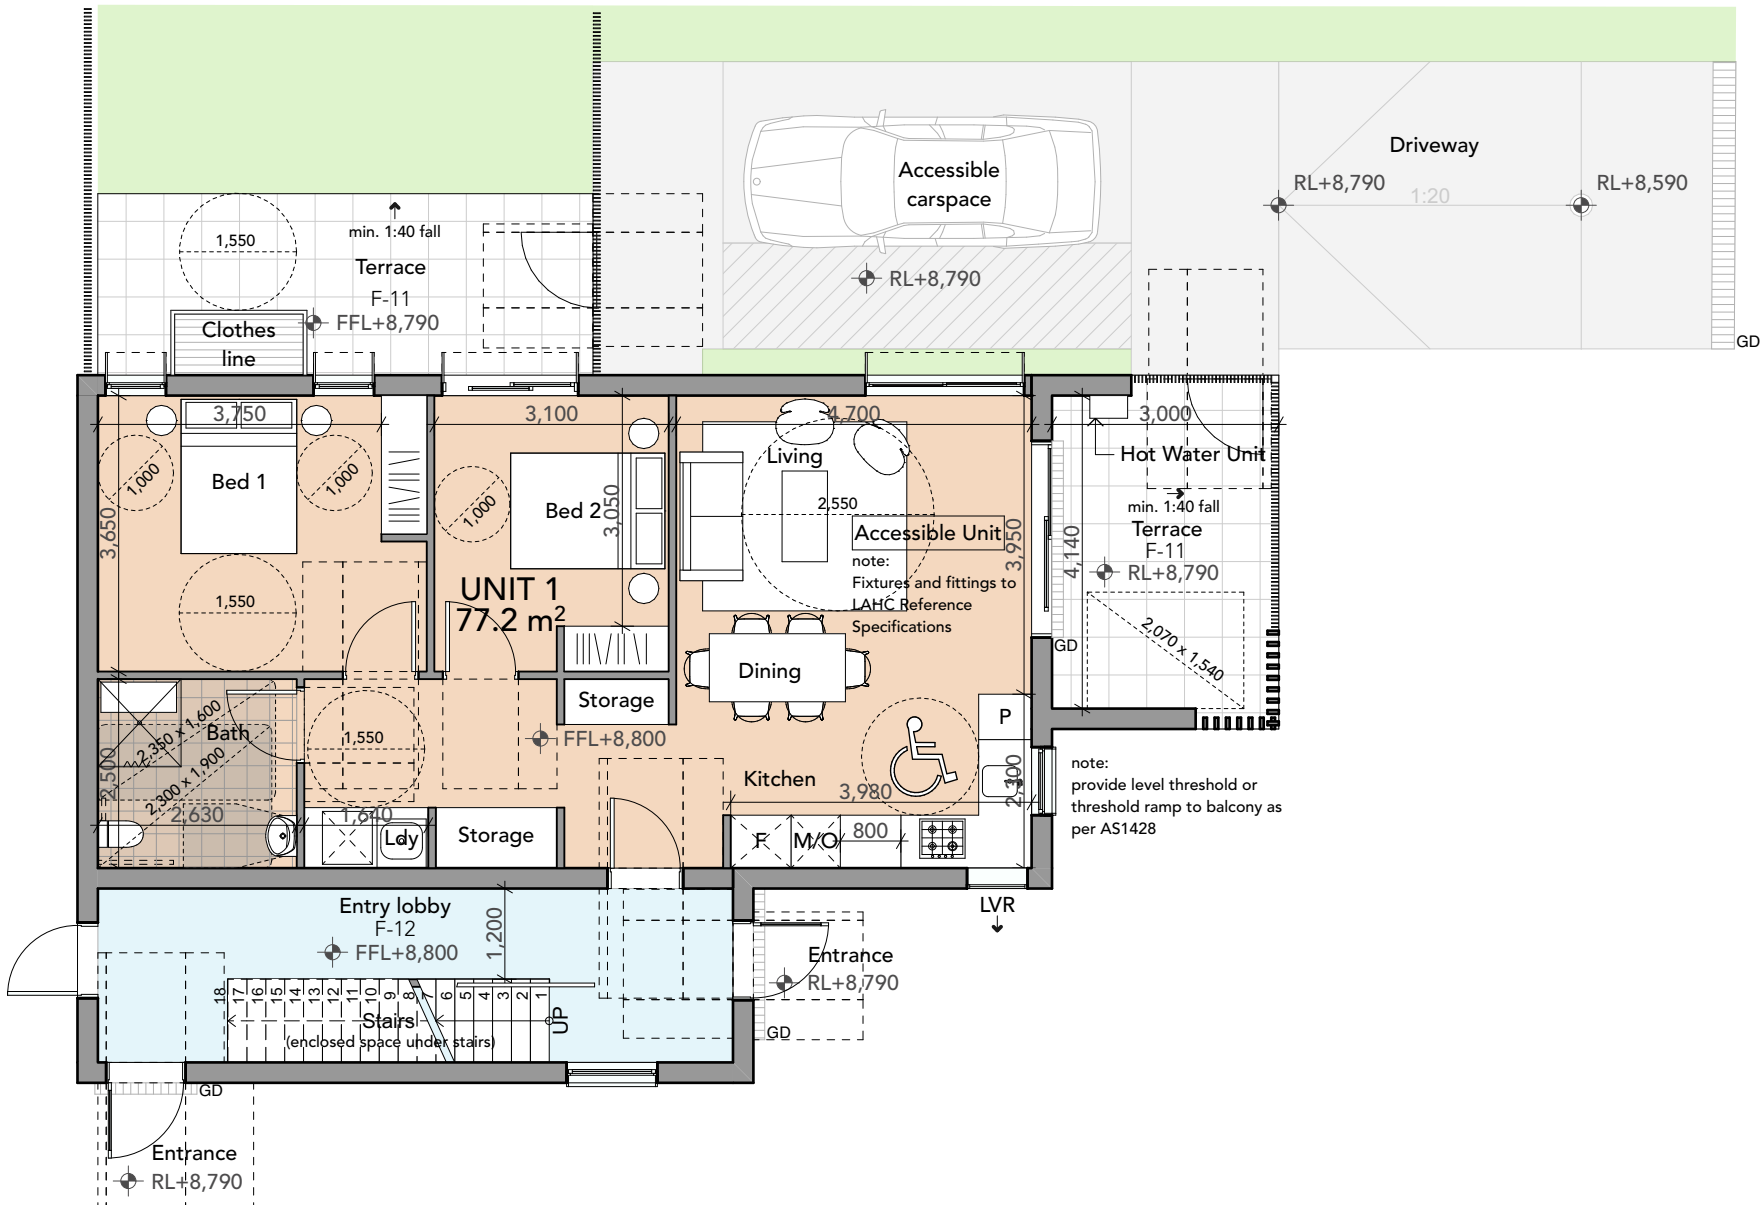 Driveway
RL+8,790
1:20
RL+8,590
Accessible
carspace
RL+8,790
GD
1,550
min. 1:40 fall
Terrace
F-11
FFL+8,790
Clothes
line
3,750
3,100
4,700
3,000
Hot Water Unit
min. 1:40 fall
Terrace
F-11
RL+8,790
4,140
2,070 x 1,540
GD
1,000
Bed 1
1,000
3,650
1,550
1,000
Bed 2
3,050
UNIT 1
77.2 m²
Living
2,550
Accessible Unit
note:
Fixtures and fittings to
LAHC Reference
Specifications
3,950
Dining
Storage
FFL+8,800
P
Kitchen
3,980
2,300
note:
provide level threshold or
threshold ramp to balcony as
per AS1428
Bath
2,350 x 1,600
2,300 x 1,900
2,500
2,630
1,550
1,640
Ldy
Storage
F
M/O
800
LVR
Entry lobby
F-12
FFL+8,800
1,200
Entrance
RL+8,790
GD
18 17 16 15 14 13 12 11 10 9 8 7 6 5 4 3 2 1
Stairs
UP
(enclosed space under stairs)
GD
Entrance
RL+8,790